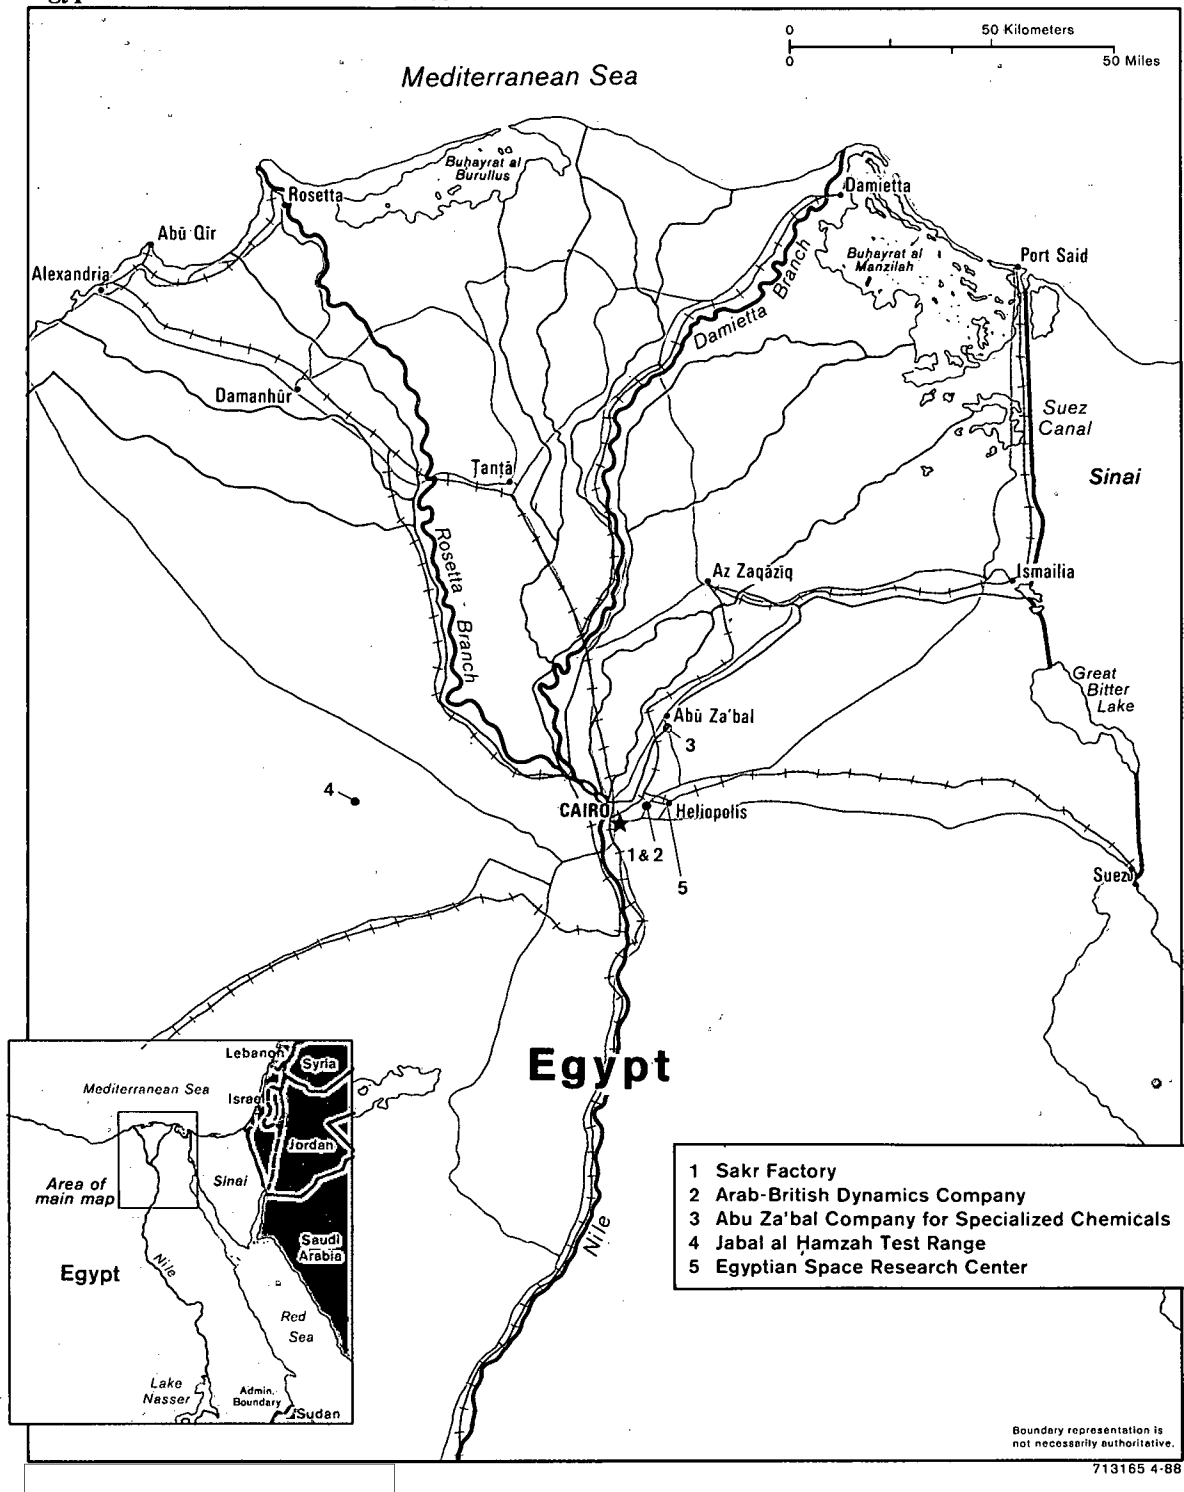 0 50 Kilometers
0 50 Miles
Mediterranean Sea
Buḥayrat al
Burullus
Rosetta
Damietta
Abū Qīr
Alexandria
Buḥayrat al
Manzilah
Port Said
Damietta
Branch
Damanhūr
Suez
Canal
Ṭanṭā
Sinai
Rosetta
Branch
Az Zaqāzīq
Ismailia
Great
Bitter
Lake
Abū Za'bal
3
4
CAIRO
Heliopolis
1 & 2
5
Suez
Egypt
Nile
Lebanon
Syria
Mediterranean Sea
Israel
Jordan
Area of
main map
Sinai
Saudi
Arabia
Egypt
Nile
Red
Sea
Lake
Nasser
Admin.
Boundary
Sudan
1 Sakr Factory
2 Arab-British Dynamics Company
3 Abu Za'bal Company for Specialized Chemicals
4 Jabal al Ḥamzah Test Range
5 Egyptian Space Research Center
Boundary representation is
not necessarily authoritative.
713165 4-88